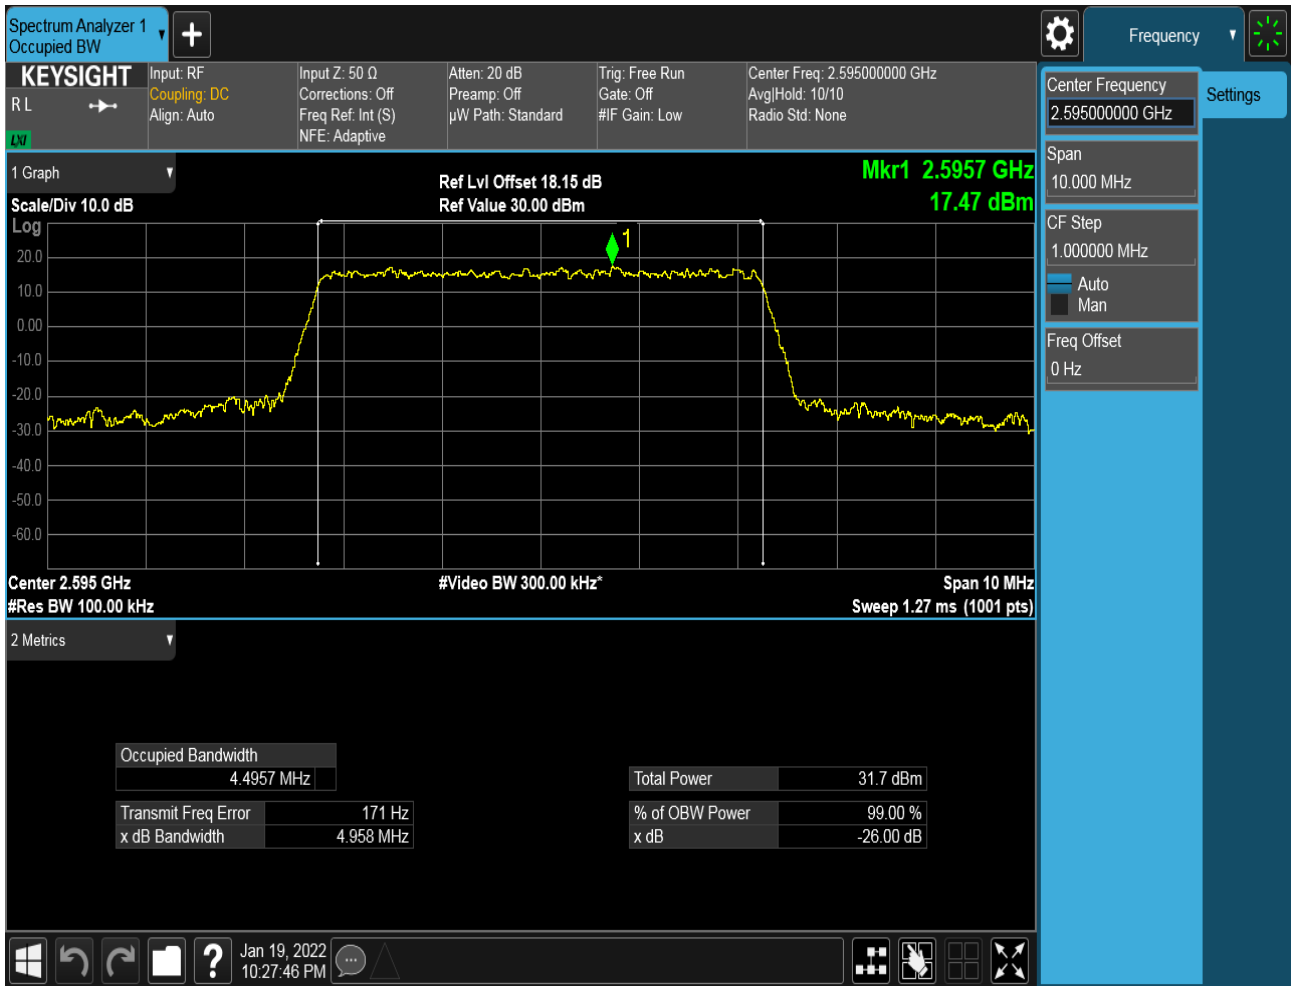 Spectrum Analyzer 1
Occupied BW
Frequency
KEYSIGHT
R L
LXI
Input: RF
Coupling: DC
Align: Auto
Input Z: 50 Ω
Corrections: Off
Freq Ref: Int (S)
NFE: Adaptive
Atten: 20 dB
Preamp: Off
µW Path: Standard
Trig: Free Run
Gate: Off
#IF Gain: Low
Center Freq: 2.595000000 GHz
Avg|Hold: 10/10
Radio Std: None
Center Frequency
2.595000000 GHz
Settings
Span
10.000 MHz
CF Step
1.000000 MHz
Auto
Man
Freq Offset
0 Hz
1 Graph
Scale/Div 10.0 dB
Ref Lvl Offset 18.15 dB
Ref Value 30.00 dBm
Mkr1 2.5957 GHz
17.47 dBm
Log
1
20.0
10.0
0.00
-10.0
-20.0
-30.0
-40.0
-50.0
-60.0
Center 2.595 GHz
#Video BW 300.00 kHz*
Span 10 MHz
#Res BW 100.00 kHz
Sweep 1.27 ms (1001 pts)
2 Metrics
Occupied Bandwidth
4.4957 MHz
Transmit Freq Error 171 Hz
x dB Bandwidth 4.958 MHz
Total Power 31.7 dBm
% of OBW Power 99.00 %
x dB -26.00 dB
?
Jan 19, 2022
10:27:46 PM